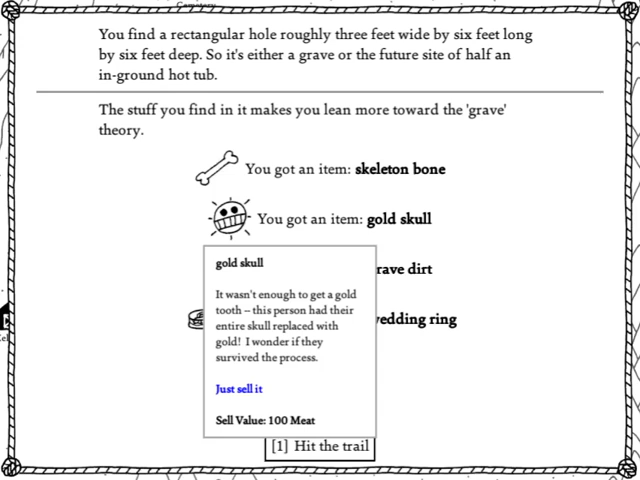 Cemetery
You find a rectangular hole roughly three feet wide by six feet long
by six feet deep. So it's either a grave or the future site of half an
in-ground hot tub.
The stuff you find in it makes you lean more toward the 'grave'
theory.
You got an item: skeleton bone
You got an item: gold skull
gold skull
rave dirt
It wasn't enough to get a gold
tooth – this person had their
entire skull replaced with
gold! I wonder if they
survived the process.
wedding ring
Just sell it
Sell Value: 100 Meat
[1] Hit the trail